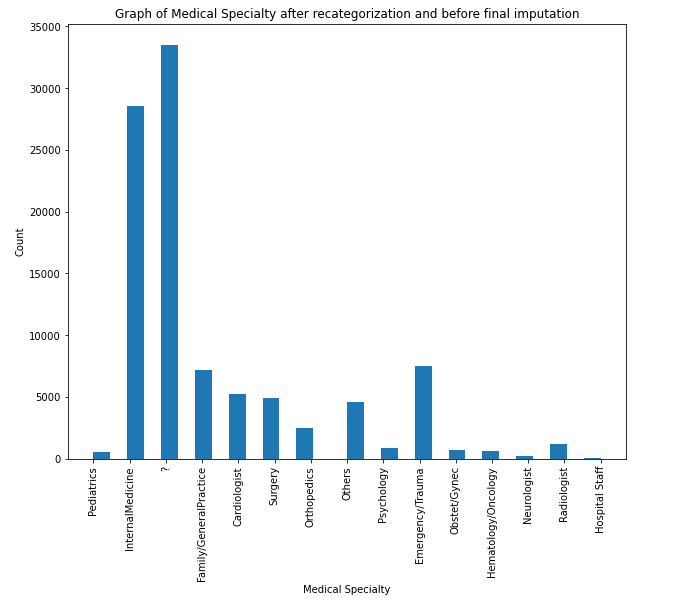 Graph of Medical Specialty after recategorization and before final imputation
35000
30000
25000
20000
15000
10000
5000
0
Count
Pediatrics
InternalMedicine
?
Family/GeneralPractice
Cardiologist
Surgery
Orthopedics
Others
Psychology
Emergency/Trauma
Obstet/Gynec
Hematology/Oncology
Neurologist
Radiologist
Hospital Staff
Medical Specialty